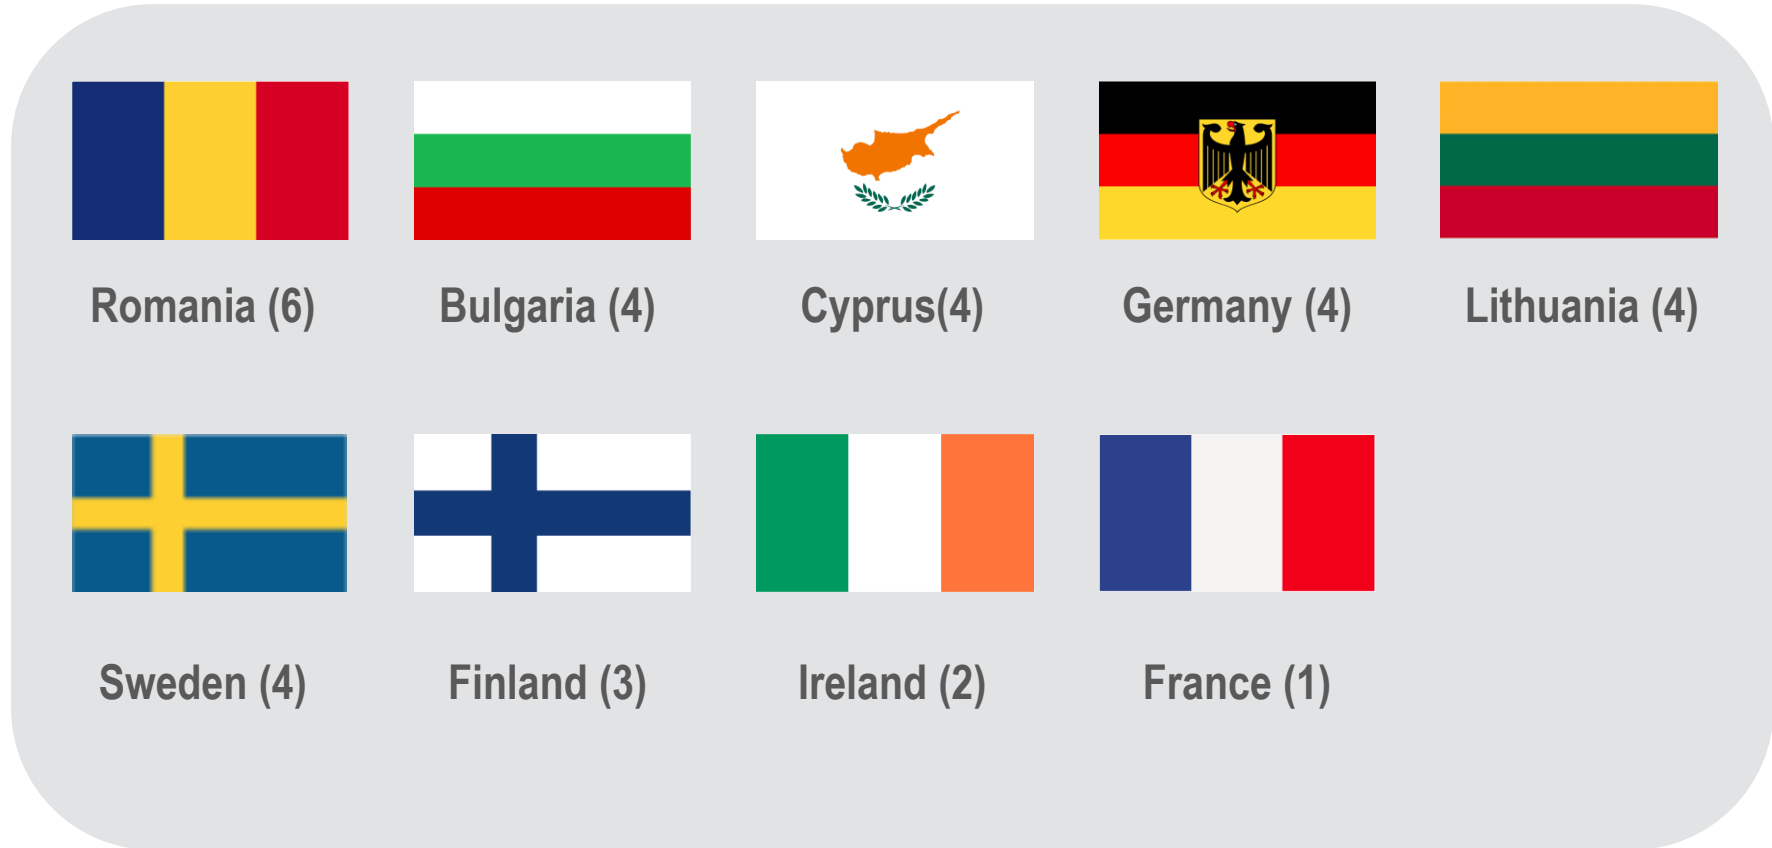 Romania (6)
Bulgaria (4)
Cyprus(4)
Germany (4)
Lithuania (4)
Sweden (4)
Finland (3)
Ireland (2)
France (1)